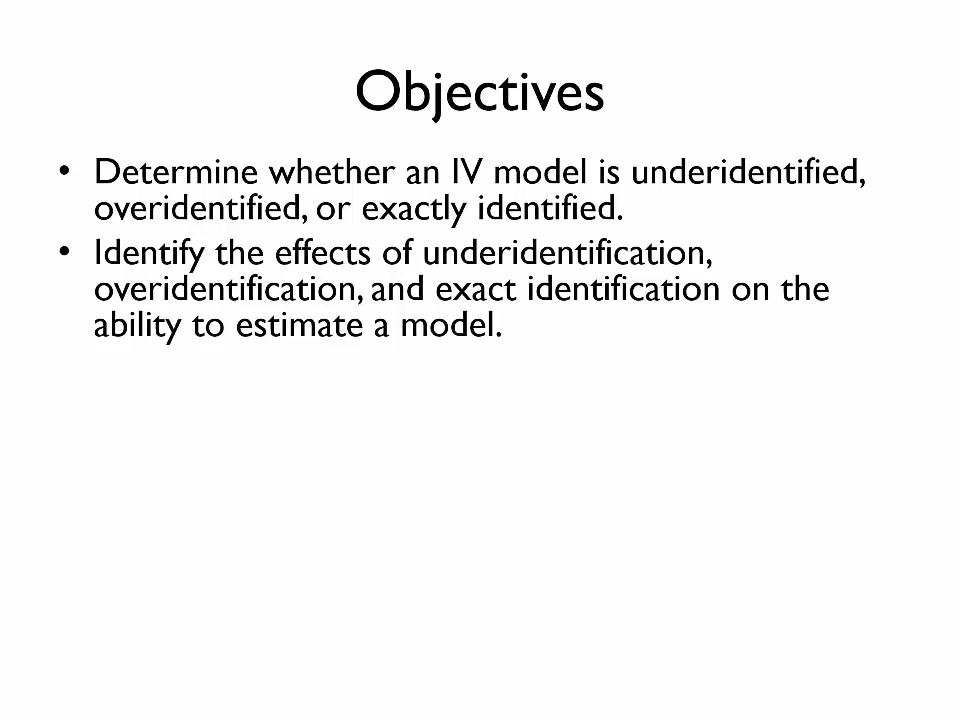 Objectives
• Determine whether an IV model is underidentified,
overidentified, or exactly identified.
• Identify the effects of underidentification,
overidentification, and exact identification on the
ability to estimate a model.